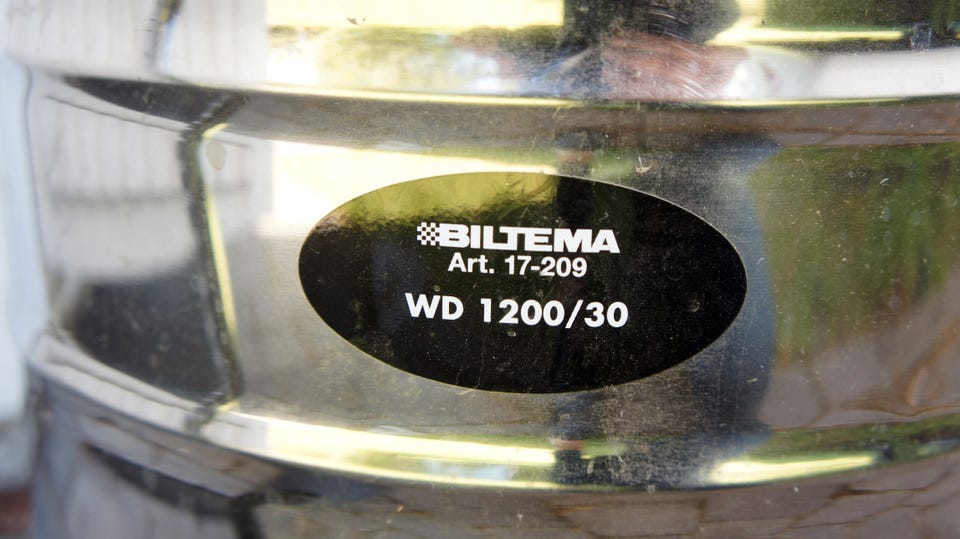 BILTEMA
Art. 17-209
WD 1200/30